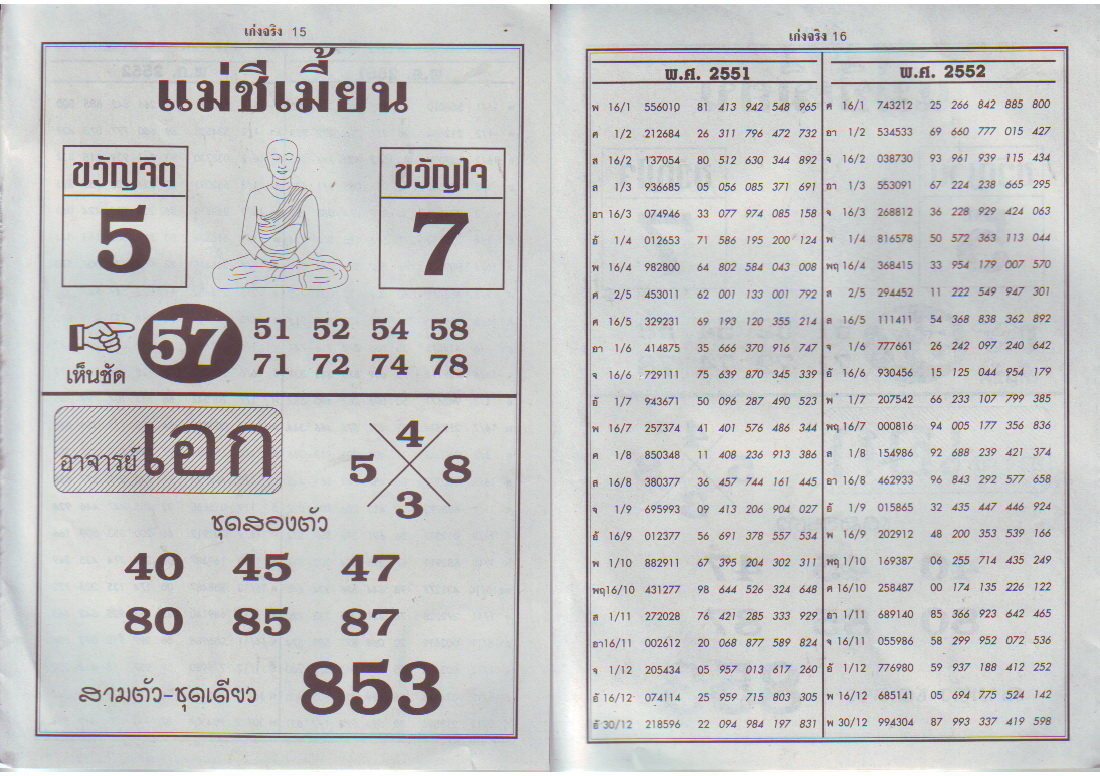 เก่งจริง 15
แม่ชีเมี้ยน
ขวัญจิต
5
ขวัญใจ
7
เห็นชัด
57
51 52 54 58
71 72 74 78
อาจารย์เอก
4
5 8
3
ชุดสองตัว
40 45 47
80 85 87
สามตัว-ชุดเดียว 853
เก่งจริง 16
พ.ศ. 2551
พ 16/1 556010 81 413 942 548 965
ศ 1/2 212684 26 311 796 472 732
ส 16/2 137054 80 512 630 344 892
ส 1/3 936685 05 056 085 371 691
อา 16/3 074946 33 077 974 085 158
อั 1/4 012653 71 586 195 200 124
พ 16/4 982800 64 802 584 043 008
ศ 2/5 453011 62 001 133 001 792
ศ 16/5 329231 69 193 120 355 214
อา 1/6 414875 35 666 370 916 747
จ 16/6 729111 75 639 870 345 339
อั 1/7 943671 50 096 287 490 523
พ 16/7 257374 41 401 576 486 344
ศ 1/8 850348 11 408 236 913 386
ส 16/8 380377 36 457 744 161 445
จ 1/9 695993 09 413 206 904 027
อั 16/9 012377 56 691 378 557 534
พ 1/10 882911 67 395 204 302 311
พฤ16/10 431277 98 644 526 324 648
ส 1/11 272028 76 421 285 333 929
อา16/11 002612 20 068 877 589 824
จ 1/12 205434 05 957 013 617 260
อั 16/12 074114 25 959 715 803 305
อั 30/12 218596 22 094 984 197 831
พ.ศ. 2552
ศ 16/1 743212 25 266 842 885 800
อา 1/2 534533 69 660 777 015 427
จ 16/2 038730 93 961 939 115 434
อา 1/3 553091 67 224 238 665 295
จ 16/3 268812 36 228 929 424 063
พ 1/4 816578 50 572 363 113 044
พฤ 16/4 368415 33 954 179 007 570
ส 2/5 294452 11 222 549 947 301
ส 16/5 111411 54 368 838 362 892
จ 1/6 777661 26 242 097 240 642
อั 16/6 930456 15 125 044 954 179
พ 1/7 207542 66 233 107 799 385
พฤ 16/7 000816 94 005 177 356 836
ส 1/8 154986 92 688 239 421 374
อา 16/8 462933 96 843 292 577 658
อั 1/9 015865 32 435 447 446 924
พ 16/9 202912 48 200 353 539 166
พฤ 1/10 169387 06 255 714 435 249
ศ 16/10 258487 00 174 135 226 122
อา 1/11 689140 83 366 923 642 465
จ 16/11 055986 58 299 952 072 536
อั 1/12 776980 59 937 188 412 252
พ 16/12 685141 05 694 775 524 142
พ 30/12 994304 87 993 337 419 598